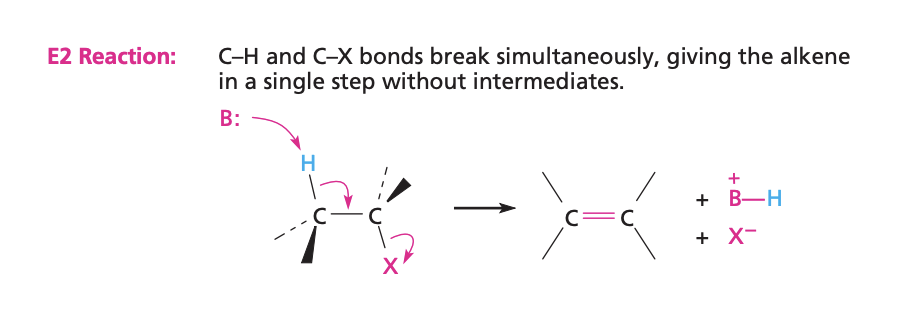 E2 Reaction: C–H and C–X bonds break simultaneously, giving the alkene
in a single step without intermediates.
B:
H
C C
X
C C
+
+ B H
+ X–